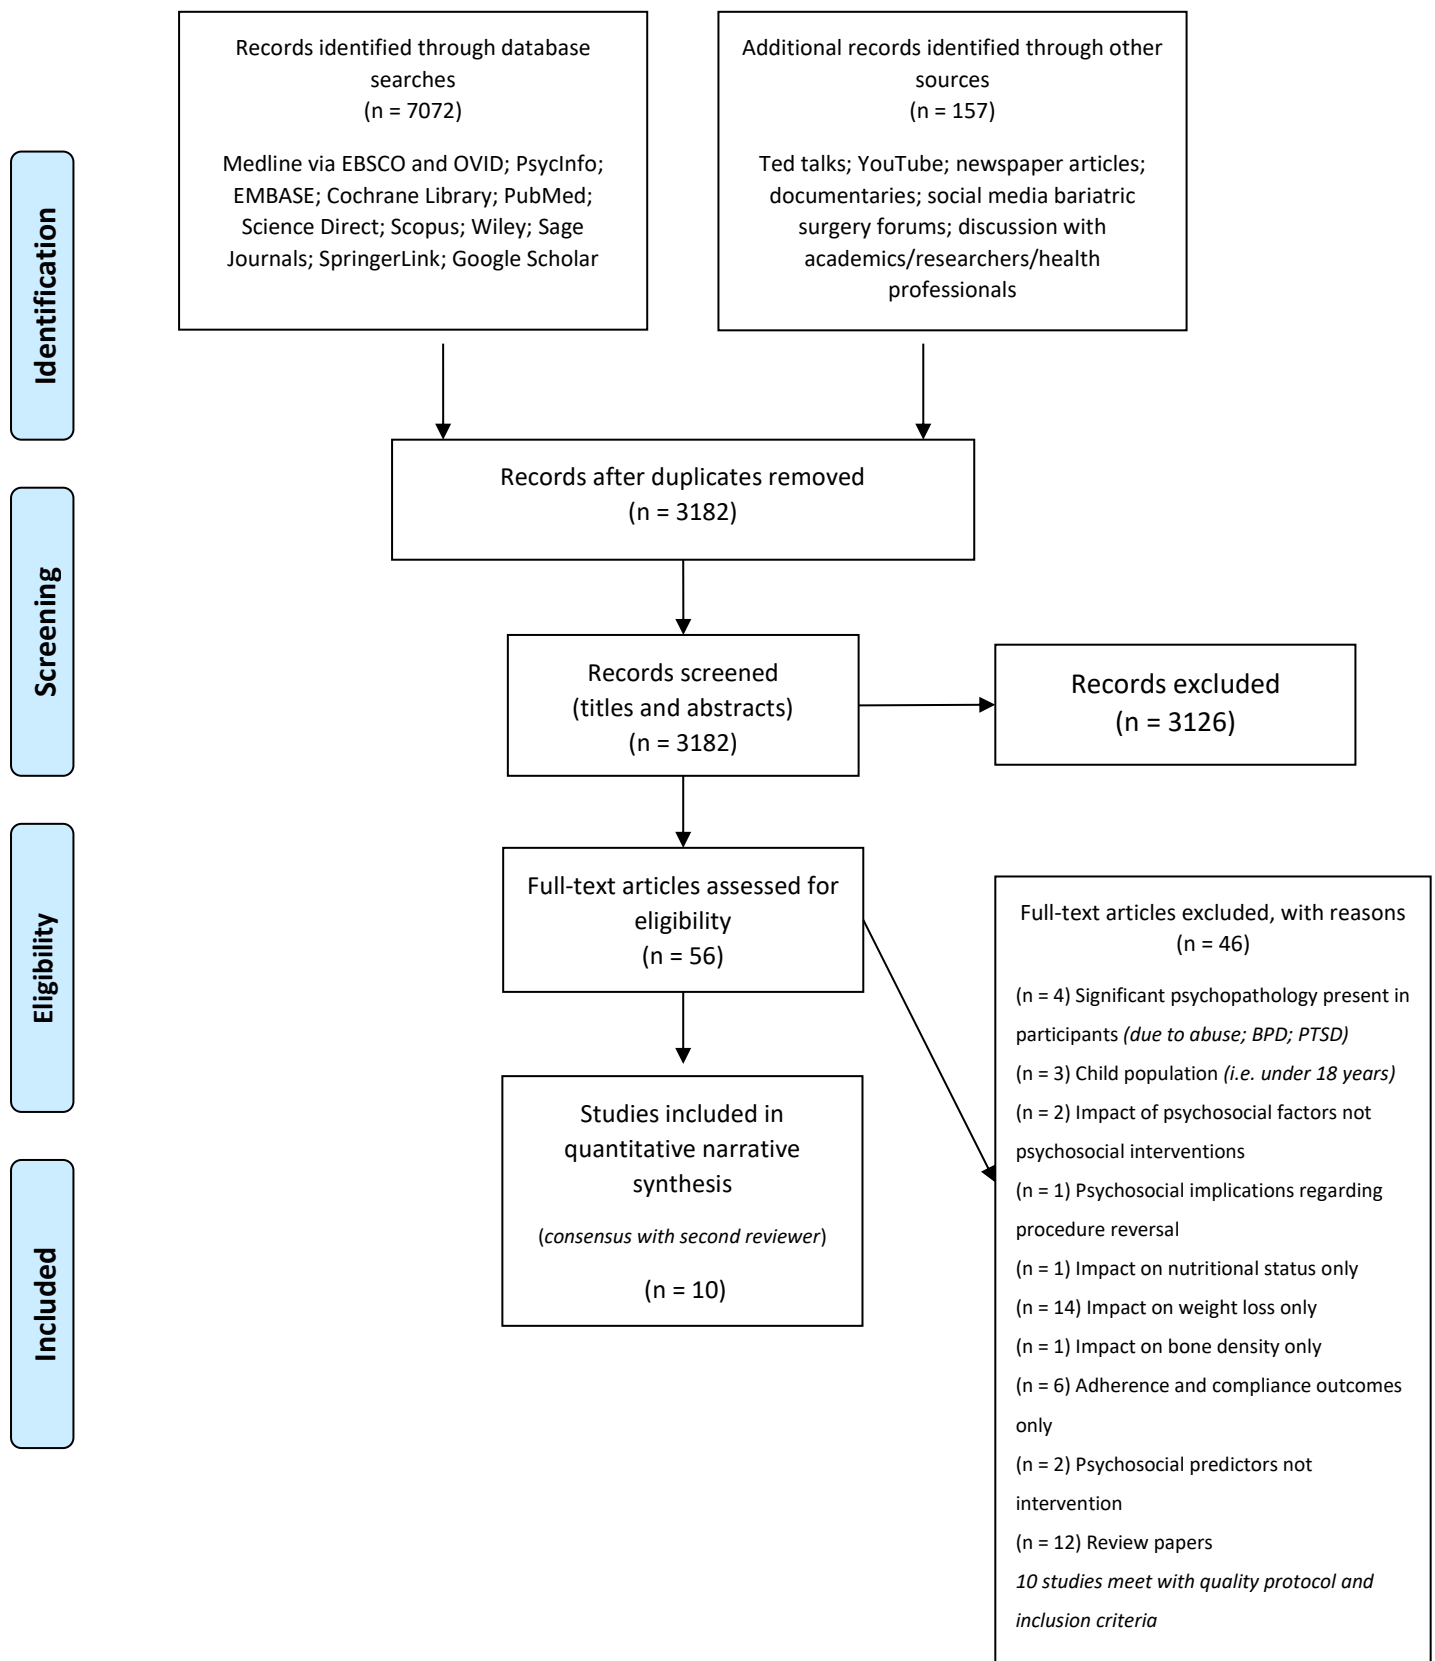 Records identified through database
searches
(n = 7072)
Medline via EBSCO and OVID; PsycInfo;
EMBASE; Cochrane Library; PubMed;
Science Direct; Scopus; Wiley; Sage
Journals; SpringerLink; Google Scholar
Additional records identified through other
sources
(n = 157)
Ted talks; YouTube; newspaper articles;
documentaries; social media bariatric
surgery forums; discussion with
academics/researchers/health
professionals
Identification
Records after duplicates removed
(n = 3182)
Screening
Records screened
(titles and abstracts)
(n = 3182)
Records excluded
(n = 3126)
Eligibility
Full-text articles assessed for
eligibility
(n = 56)
Full-text articles excluded, with reasons
(n = 46)
(n = 4) Significant psychopathology present in
participants (due to abuse; BPD; PTSD)
(n = 3) Child population (i.e. under 18 years)
(n = 2) Impact of psychosocial factors not
psychosocial interventions
(n = 1) Psychosocial implications regarding
procedure reversal
(n = 1) Impact on nutritional status only
(n = 14) Impact on weight loss only
(n = 1) Impact on bone density only
(n = 6) Adherence and compliance outcomes
only
(n = 2) Psychosocial predictors not
intervention
(n = 12) Review papers
10 studies meet with quality protocol and
inclusion criteria
Included
Studies included in
quantitative narrative
synthesis
(consensus with second reviewer)
(n = 10)